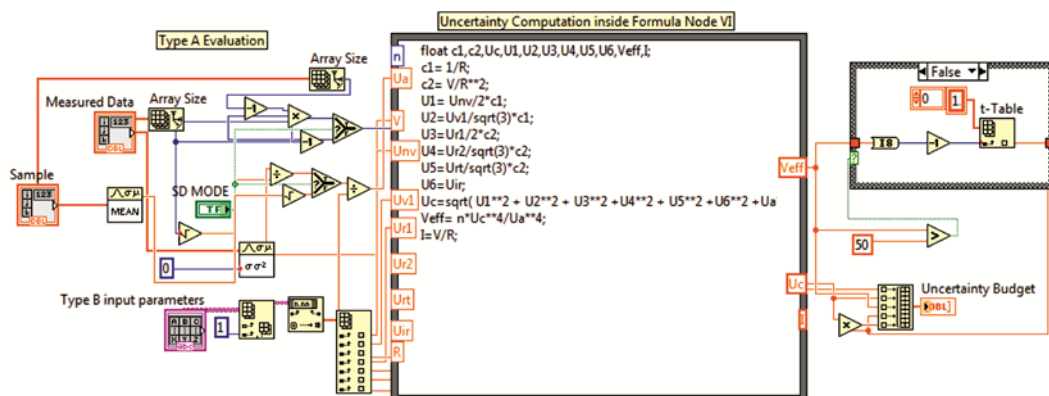 Uncertainty Computation inside Formula Node VI
Type A Evaluation
Array Size
Measured Data
Array Size
Sample
MEAN
SD MODE
TF
0
σσ²
Type B input parameters
1
n
Ua
V
Unv
Uv1
Ur1
Ur2
Urt
Uir
R
float c1,c2,Uc,U1,U2,U3,U4,U5,U6,Veff,I;
c1= 1/R;
c2= V/R**2;
U1= Unv/2*c1;
U2=Uv1/sqrt(3)*c1;
U3=Ur1/2*c2;
U4=Ur2/sqrt(3)*c2;
U5=Urt/sqrt(3)*c2;
U6=Uir;
Uc=sqrt( U1**2 + U2**2 + U3**2 +U4**2 + U5**2 +U6**2 +Ua
Veff= n*Uc**4/Ua**4;
I=V/R;
Veff
Uc
I
False
0
1
t-Table
I8
-1
?
50
>
Uncertainty Budget
DBL]